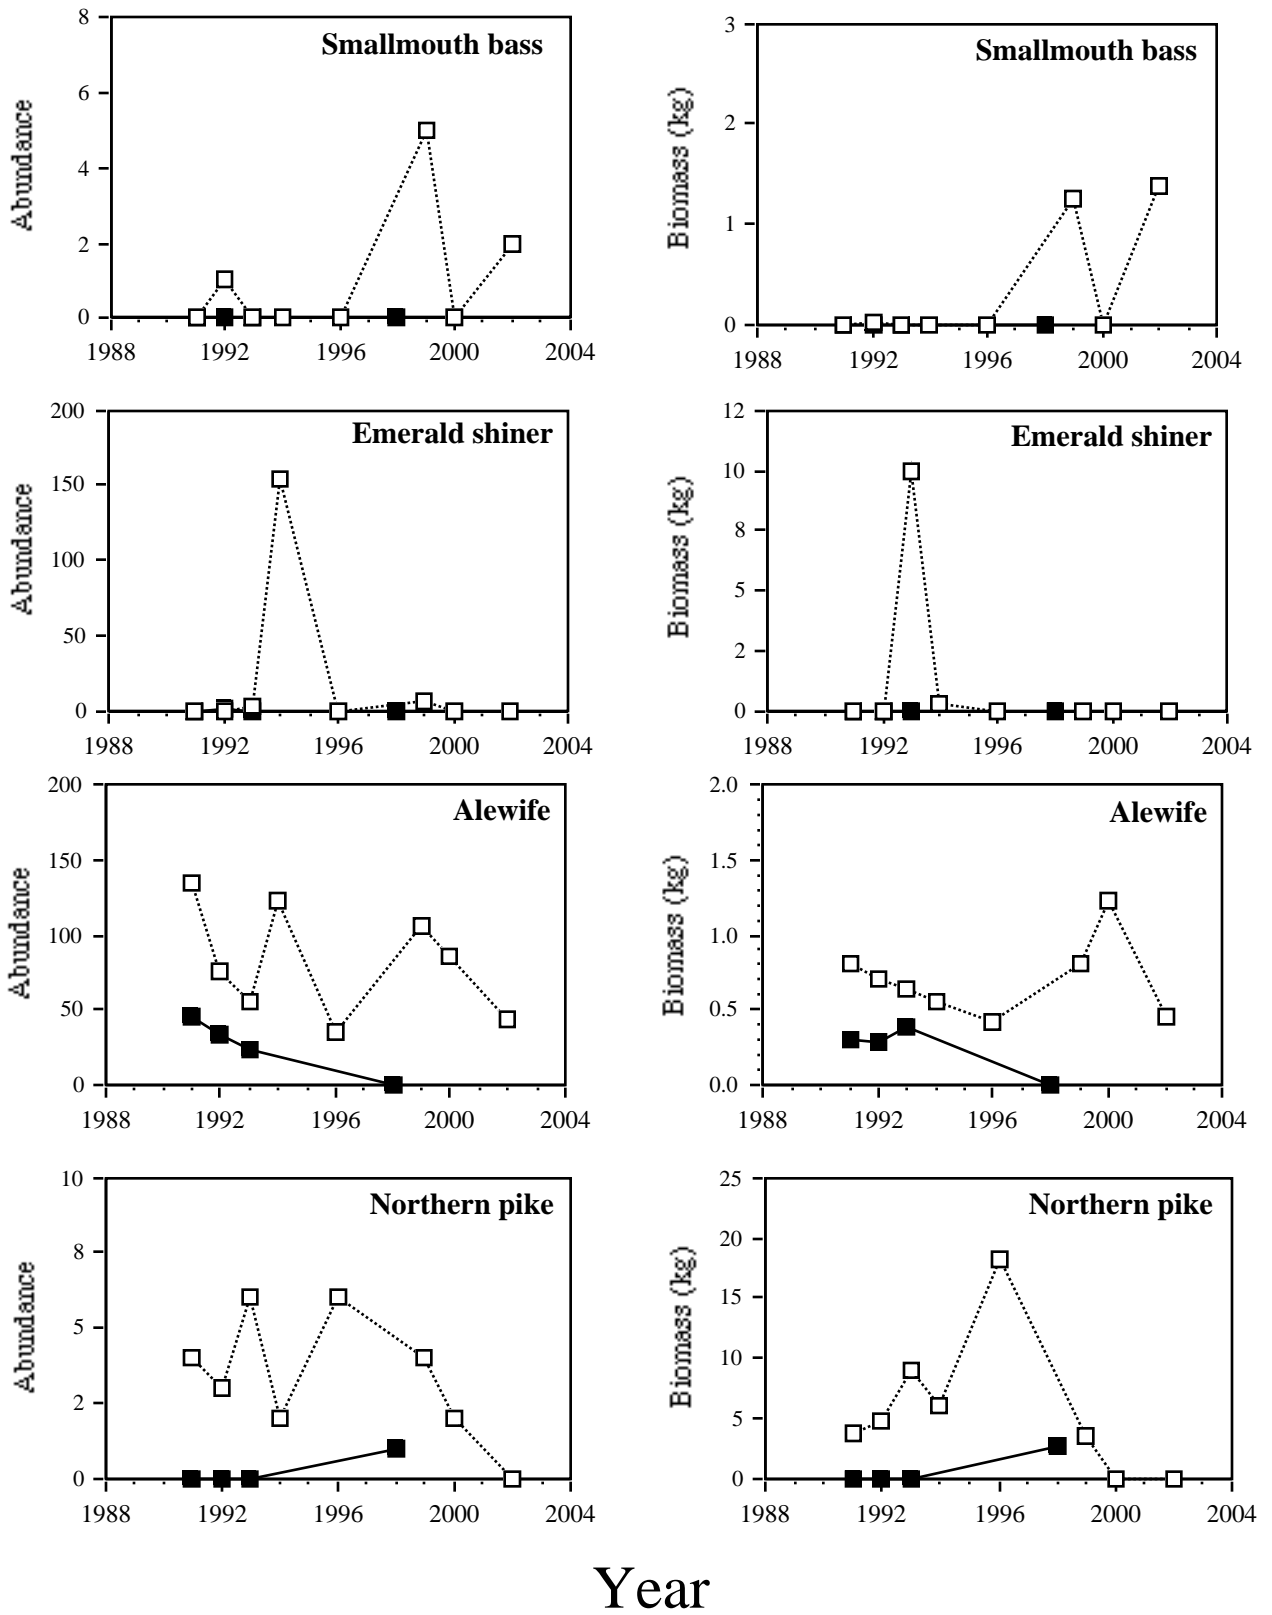 Smallmouth bass
Abundance
8
6
4
2
0
1988 1992 1996 2000 2004
Smallmouth bass
Biomass (kg)
3
2
1
0
1988 1992 1996 2000 2004
Emerald shiner
Abundance
200
150
100
50
0
1988 1992 1996 2000 2004
Emerald shiner
Biomass (kg)
12
10
8
5
2
0
1988 1992 1996 2000 2004
Alewife
Abundance
200
150
100
50
0
1988 1992 1996 2000 2004
Alewife
Biomass (kg)
2.0
1.5
1.0
0.5
0.0
1988 1992 1996 2000 2004
Northern pike
Abundance
10
8
5
2
0
1988 1992 1996 2000 2004
Northern pike
Biomass (kg)
25
20
15
10
5
0
1988 1992 1996 2000 2004
Year